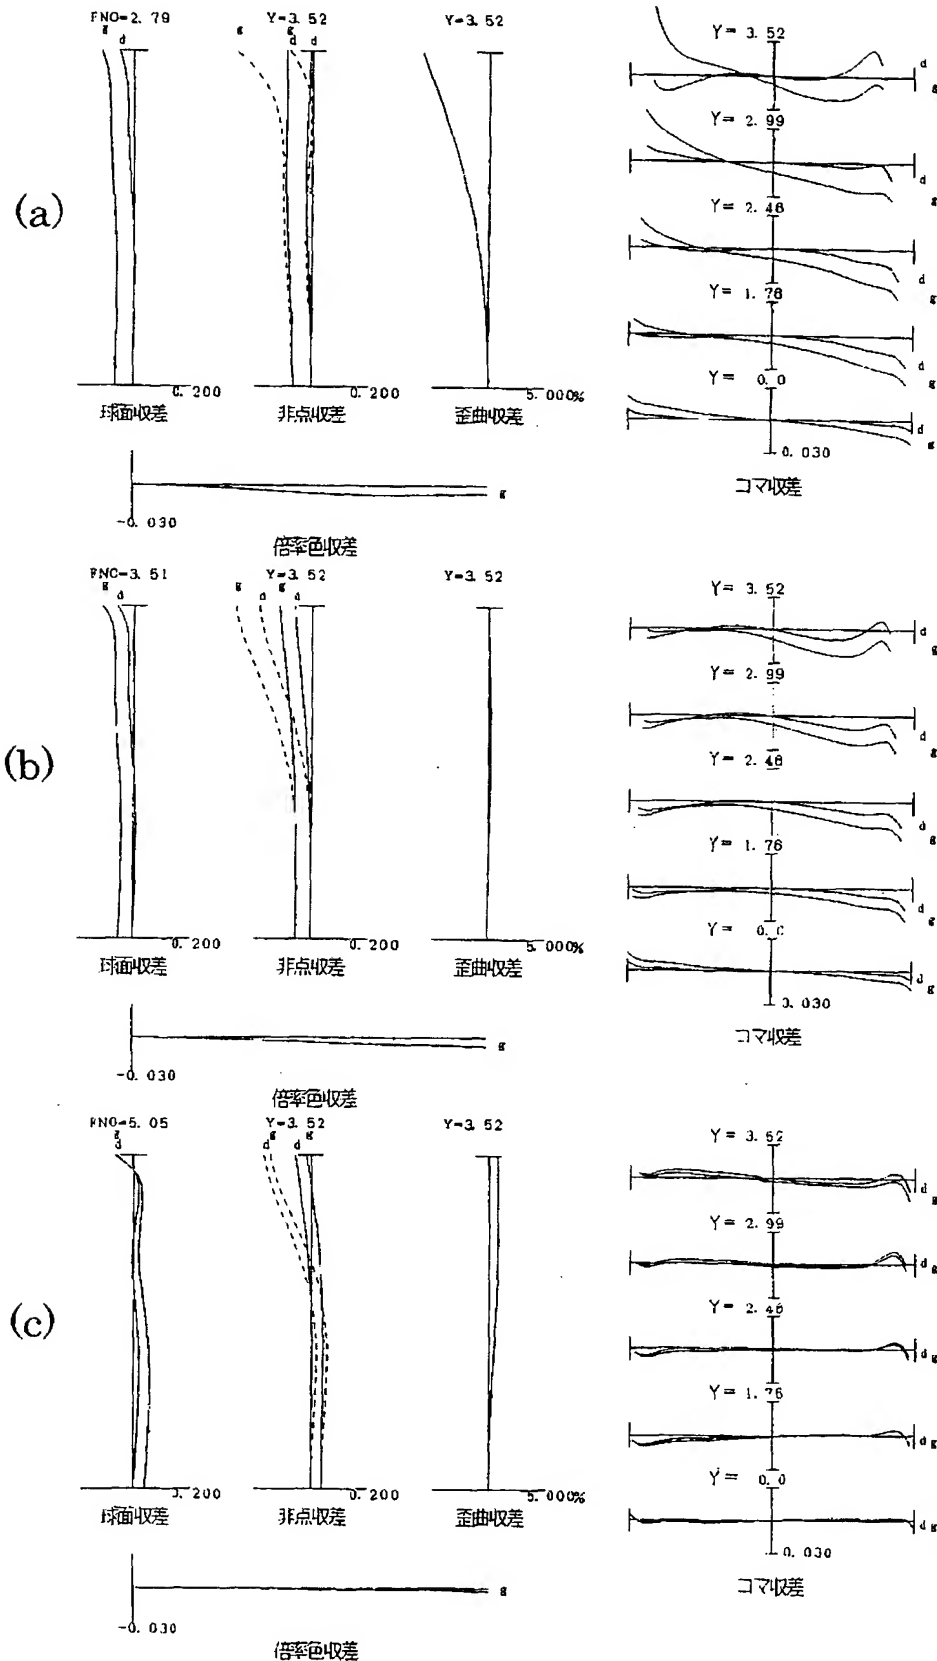 (a)
FNO=2.79
g
d
0.200
球面収差
Y=3.52
g
g
d
d
0.200
非点収差
Y=3.52
5.000%
歪曲収差
Y= 3.52
d
g
Y= 2.99
d
g
Y= 2.48
d
g
Y= 1.76
d
g
Y= 0.0
d
g
0.030
コマ収差
g
-0.030
倍率色収差
(b)
FNO=3.51
g
d
0.200
球面収差
Y=3.52
g
d
g
d
0.200
非点収差
Y=3.52
5.000%
歪曲収差
Y= 3.52
d
g
Y= 2.99
d
g
Y= 2.48
d
g
Y= 1.76
d
g
Y= 0.0
d
g
0.030
コマ収差
g
-0.030
倍率色収差
(c)
FNO=5.05
g
d
0.200
球面収差
Y=3.52
d
g
d
g
0.200
非点収差
Y=3.52
5.000%
歪曲収差
Y= 3.52
d
g
Y= 2.99
d g
Y= 2.48
d g
Y= 1.76
d g
Y= 0.0
d g
0.030
コマ収差
g
-0.030
倍率色収差